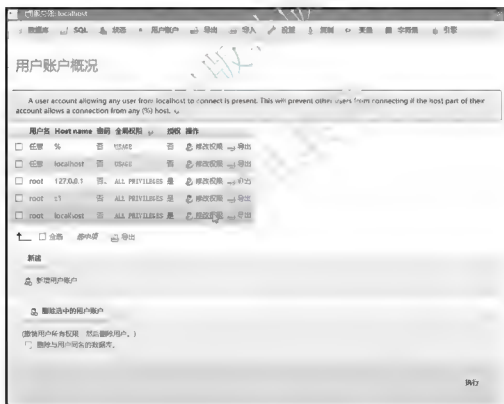 服务器: localhost
数据库 SQL 状态 用户账户 导出 导入 设置 复制 变量 字符集 引擎
用户账户概况
A user account allowing any user from localhost to connect is present. This will prevent other users from connecting if the host part of their
account allows a connection from any (%) host.
用户名 Host name 密码 全局权限 授权 操作
任意 % 否 USAGE 否 修改权限 导出
任意 localhost 否 USAGE 否 修改权限 导出
root 127.0.0.1 否 ALL PRIVILEGES 是 修改权限 导出
root ::1 否 ALL PRIVILEGES 是 修改权限 导出
root localhost 否 ALL PRIVILEGES 是 修改权限 导出
全选 选中项 导出
新建
新增用户账户
删除选中的用户账户
(撤销用户所有权限，然后删除用户。)
删除与用户同名的数据库。
执行